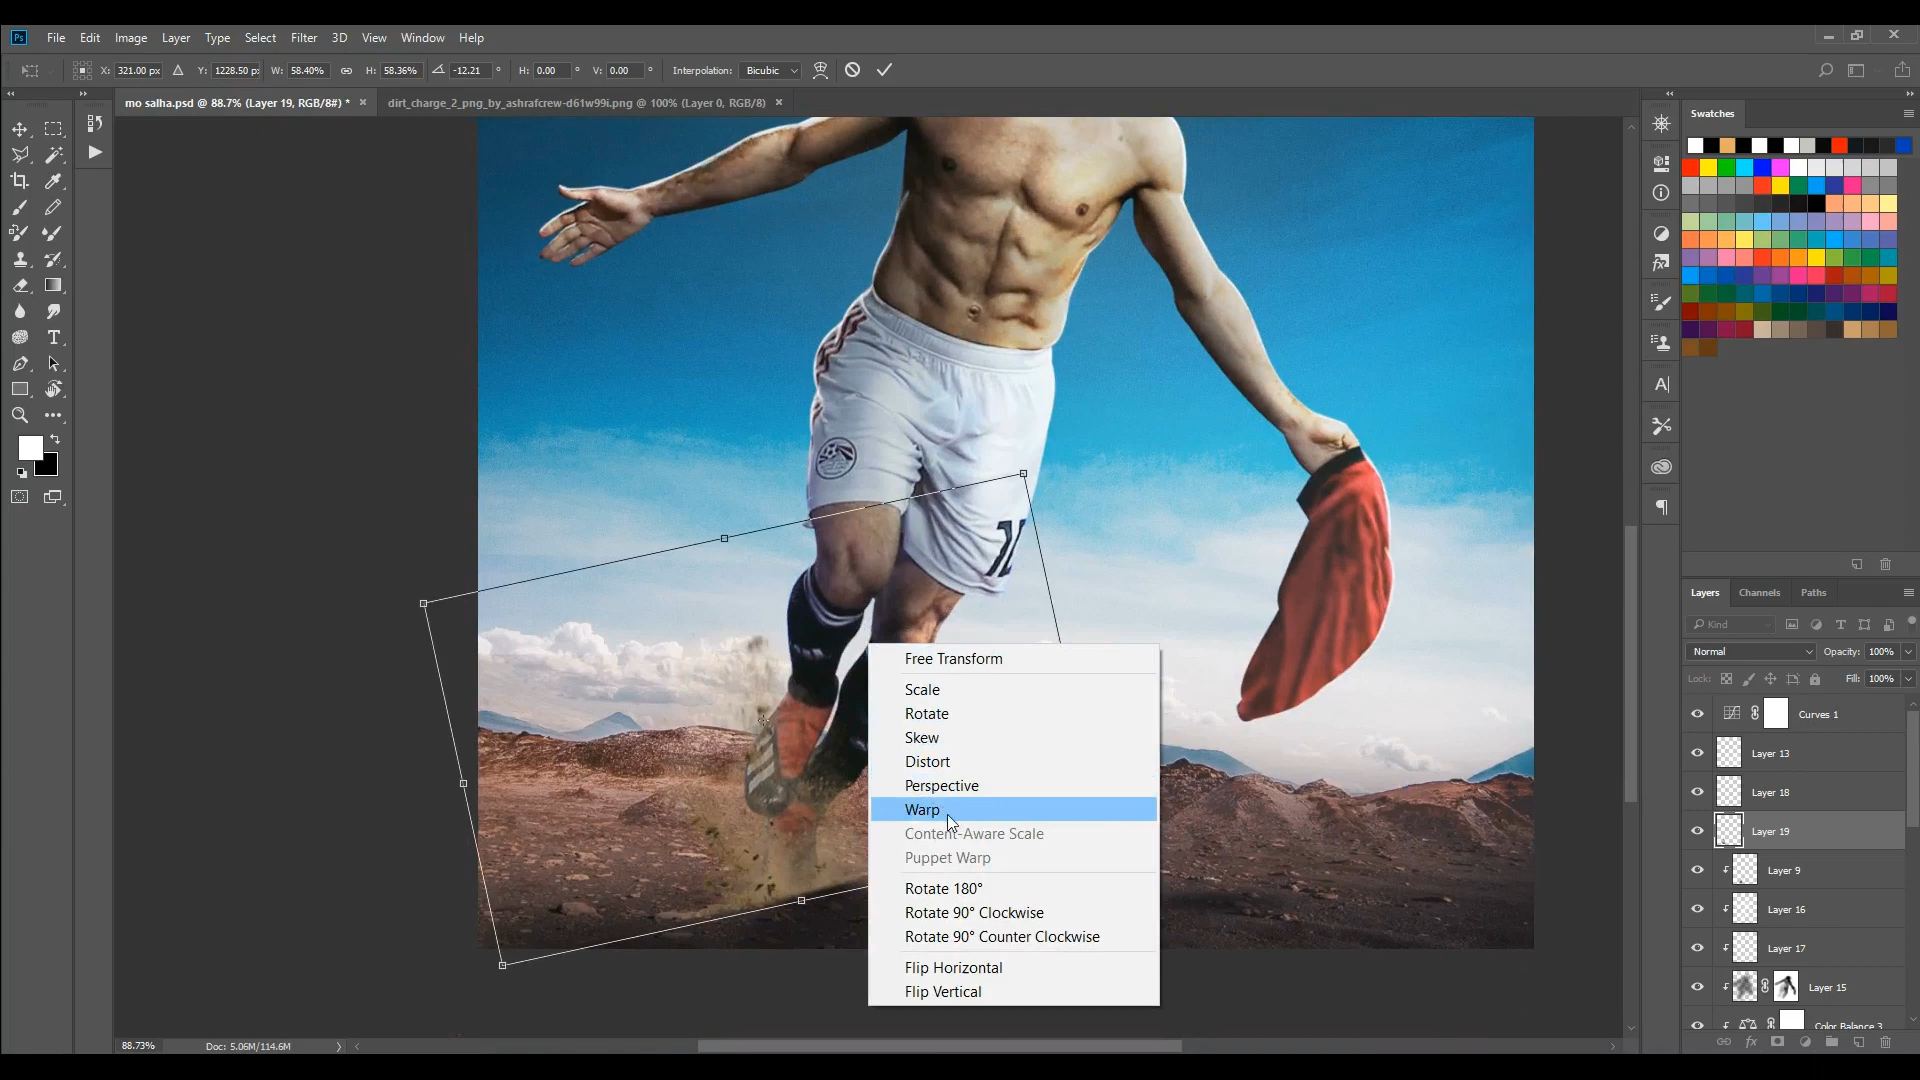 Ps File Edit Image Layer Type Select Filter 3D View Window Help
X: 321.00 px Y: 1228.50 px W: 58.40% H: 58.36% -12.21 ° H: 0.00 ° V: 0.00 ° Interpolation: Bicubic
mo salha.psd @ 88.7% (Layer 19, RGB/8#) * × dirt_charge_2_png_by_ashrafcrew-d61w99i.png @ 100% (Layer 0, RGB/8) ×
Swatches
Free Transform
Scale
Rotate
Skew
Distort
Perspective
Warp
Content-Aware Scale
Puppet Warp
Rotate 180°
Rotate 90° Clockwise
Rotate 90° Counter Clockwise
Flip Horizontal
Flip Vertical
Layers Channels Paths
Kind
Normal Opacity: 100%
Lock: Fill: 100%
Curves 1
Layer 13
Layer 18
Layer 19
Layer 9
Layer 16
Layer 17
Layer 15
Color Balance 3
88.73% Doc: 5.06M/114.6M